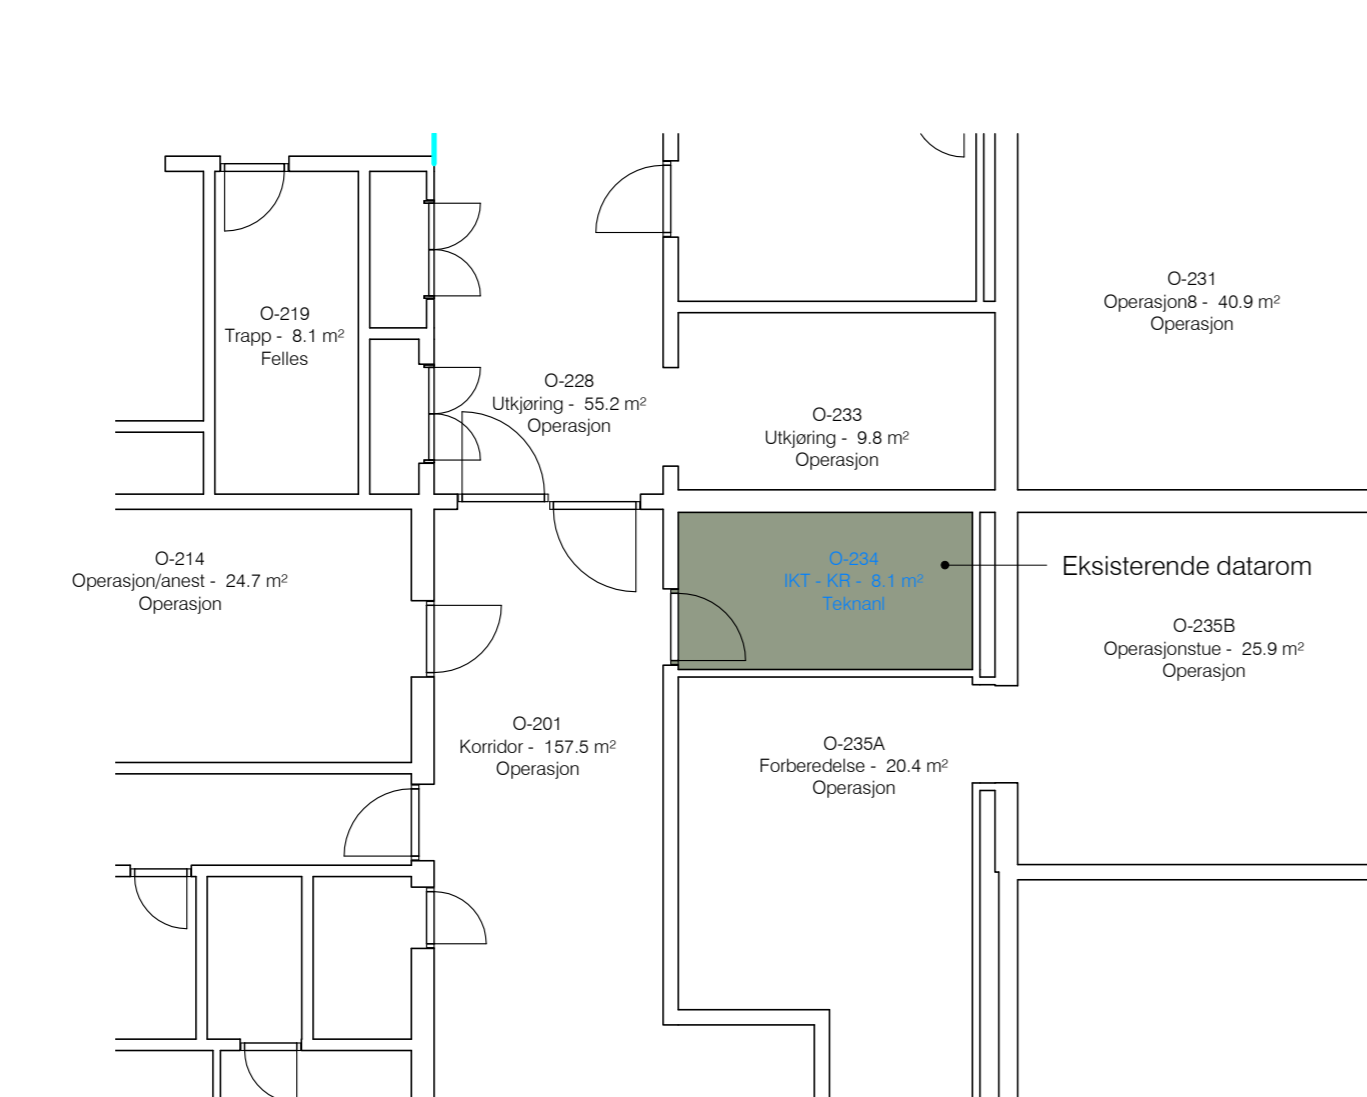 O-219
Trapp - 8.1 m²
Felles
O-231
Operasjon8 - 40.9 m²
Operasjon
O-228
Utkjøring - 55.2 m²
Operasjon
O-233
Utkjøring - 9.8 m²
Operasjon
O-214
Operasjon/anest - 24.7 m²
Operasjon
O-234
IKT - KR - 8.1 m²
Teknanl
Eksisterende datarom
O-235B
Operasjonstue - 25.9 m²
Operasjon
O-201
Korridor - 157.5 m²
Operasjon
O-235A
Forberedelse - 20.4 m²
Operasjon